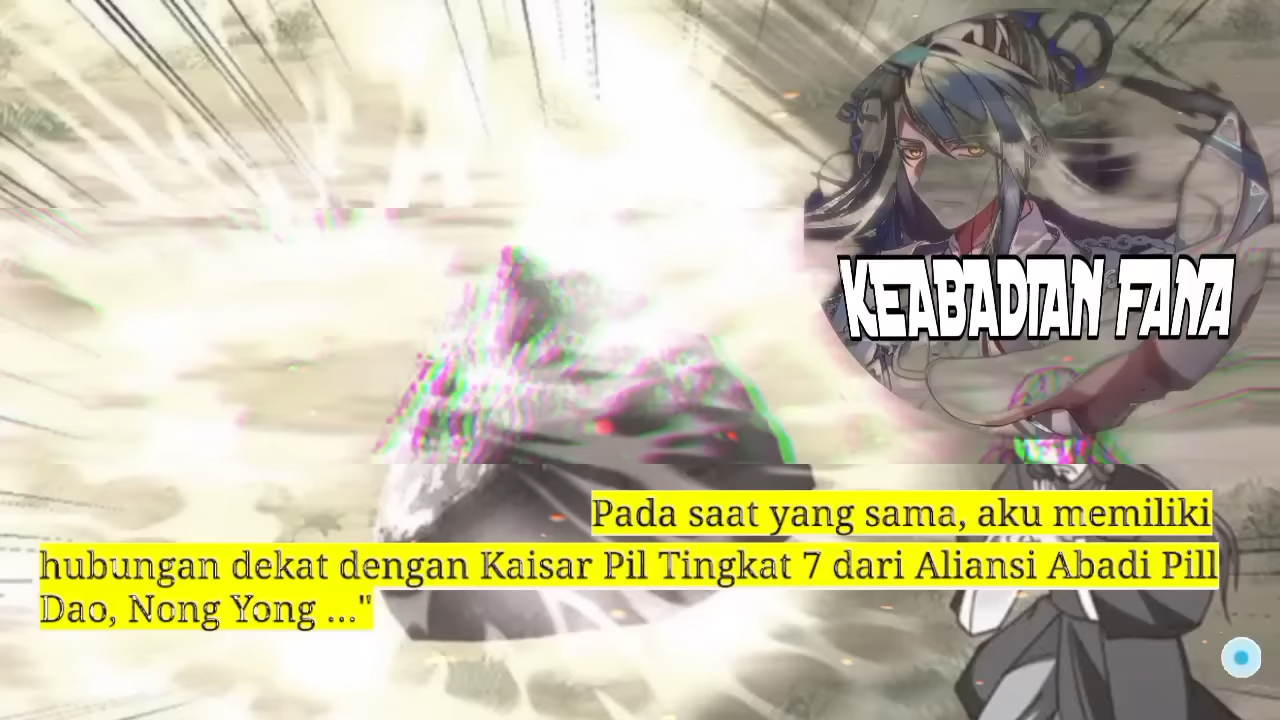 KEABADIAN FANA
Pada saat yang sama, aku memiliki
hubungan dekat dengan Kaisar Pil Tingkat 7 dari Aliansi Abadi Pill
Dao, Nong Yong ..."